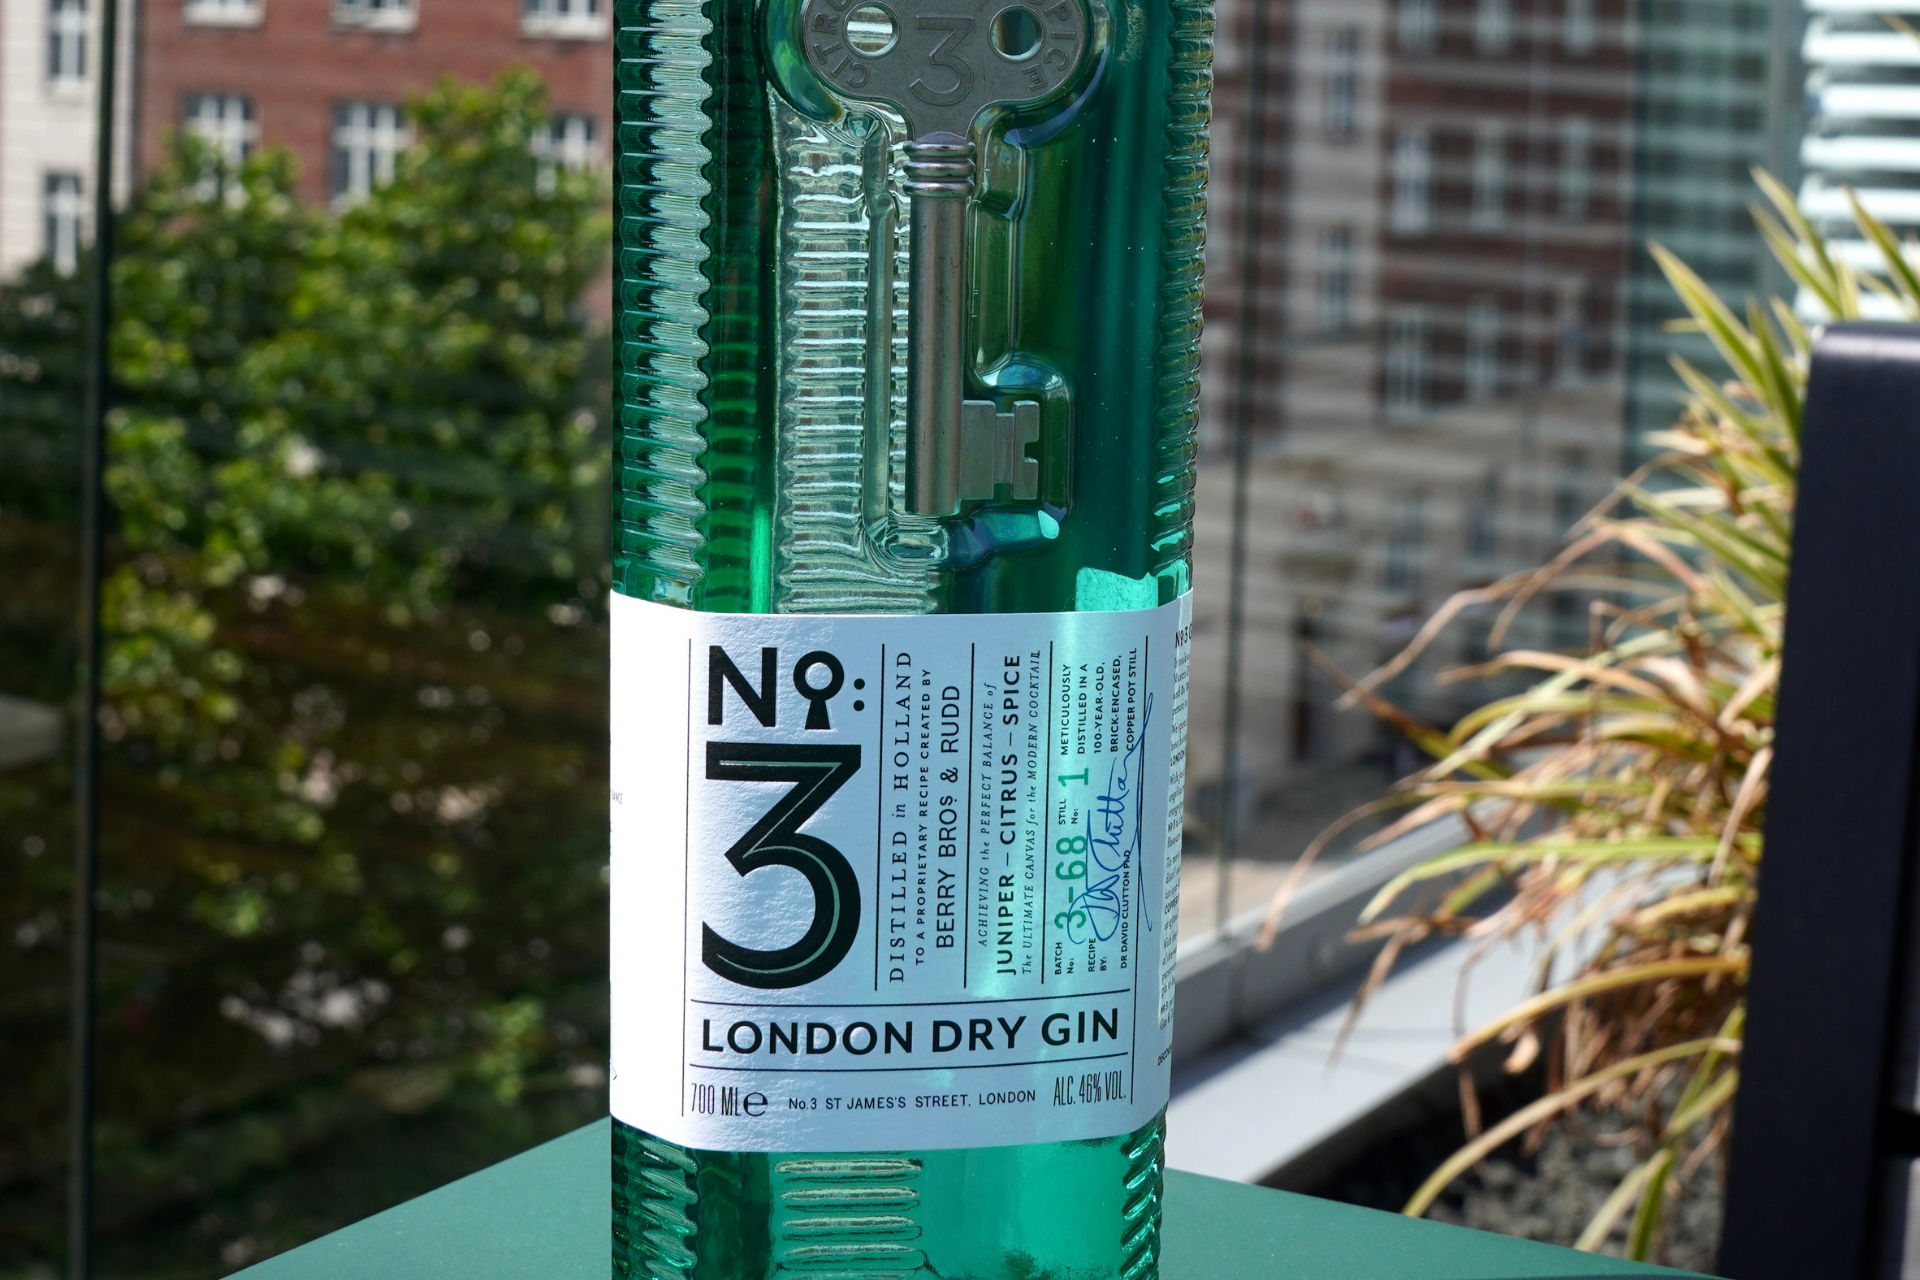 3
No:
3
DISTILLED in HOLLAND
TO A PROPRIETARY RECIPE CREATED BY
BERRY BROS & RUDD
ACHIEVING the PERFECT BALANCE of
JUNIPER – CITRUS – SPICE
The ULTIMATE CANVAS for the MODERN COCKTAIL
BATCH No: 3-68 STILL No: 1
RECIPE BY:
DR DAVID CLUTTON PhD
METICULOUSLY
DISTILLED IN A
100-YEAR-OLD,
BRICK-ENCASED,
COPPER POT STILL
LONDON DRY GIN
700 ML e
No.3 ST JAMES'S STREET, LONDON
ALC. 46% VOL.